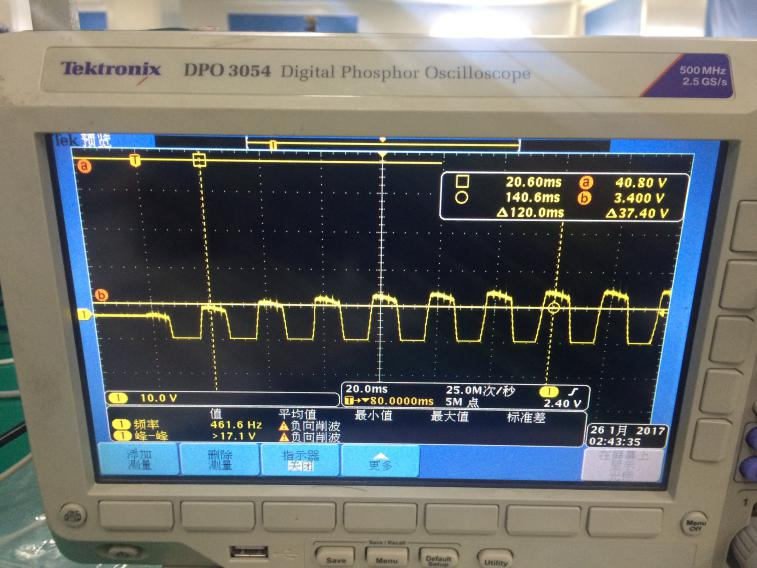 Tektronix DPO 3054 Digital Phosphor Oscilloscope
500 MHz
2.5 GS/s
Tek 预览
T
a
20.60ms a 40.80 V
140.6ms b 3.400 V
Δ120.0ms Δ37.40 V
b
1
1 10.0 V
20.0ms 25.0M次/秒 1
T→▼80.0000ms 5M 点 2.40 V
值 平均值 最小值 最大值 标准差
1 频率 461.6 Hz 负向削波
1 峰-峰 >17.1 V 负向削波
26 1月 2017
02:43:35
添加
测量
删除
测量
指示器
关闭
更多
Save / Recall
Save
Menu
Default
Setup
Utility
Menu
Off
1